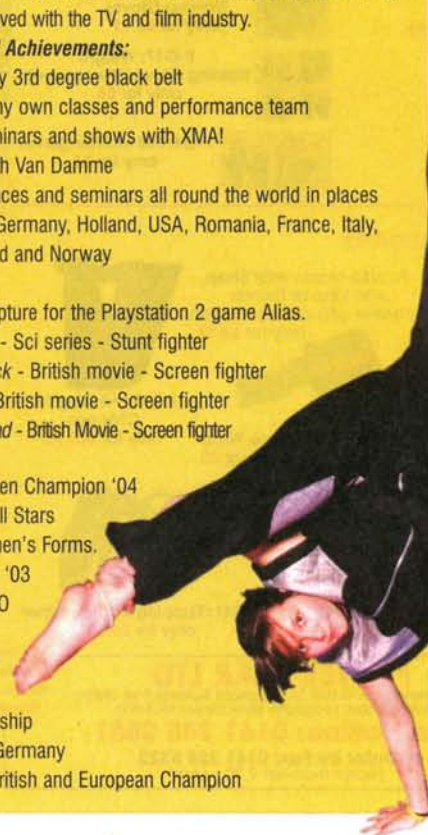 ved with the TV and film industry.
Achievements:
3rd degree black belt
own classes and performance team
inars and shows with XMA!
Van Damme
ces and seminars all round the world in places
Germany, Holland, USA, Romania, France, Italy,
d and Norway
pture for the Playstation 2 game Alias.
- Sci series - Stunt fighter
ck - British movie - Screen fighter
British movie - Screen fighter
nd - British Movie - Screen fighter
en Champion ‘04
ll Stars
en's Forms.
‘03
O
ship
Germany
ritish and European Champion